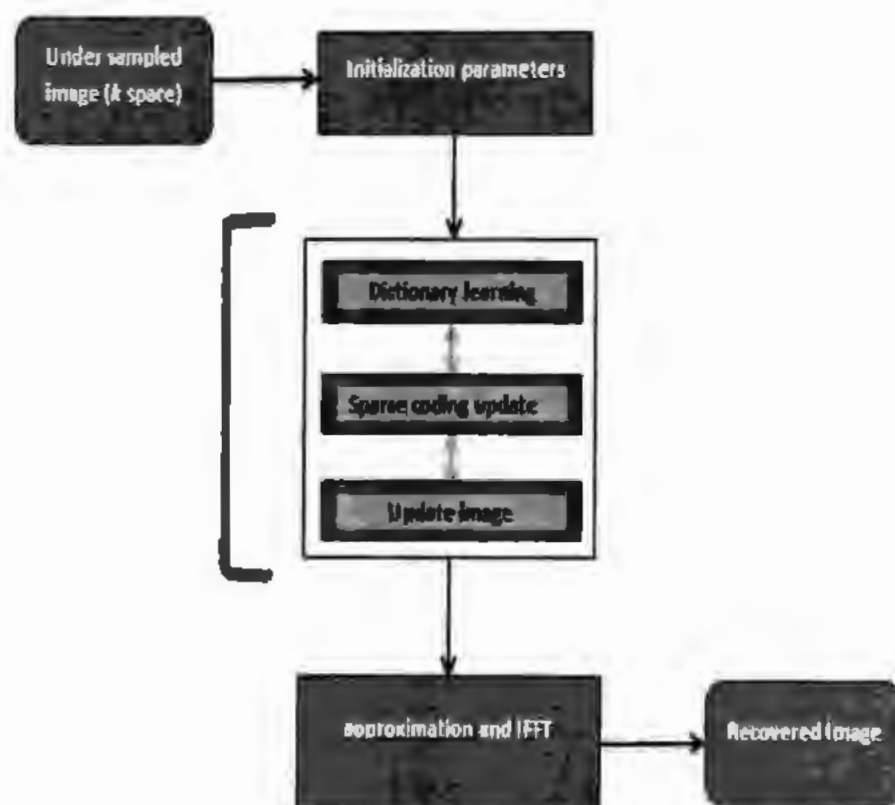 Under sampled
image (k space)
Initialization parameters
Dictionary learning
Sparse coding update
Update image
approximation and IFFT
Recovered Image